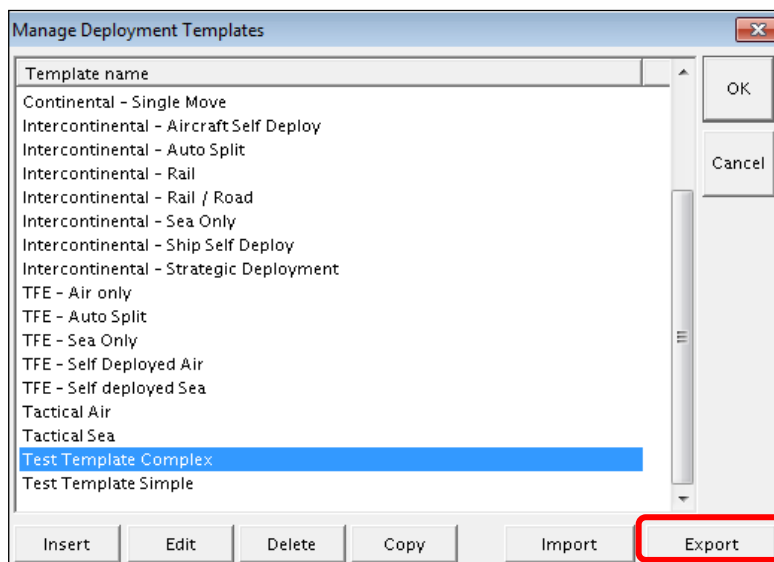 Manage Deployment Templates
Template name
OK
Continental - Single Move
Intercontinental - Aircraft Self Deploy
Intercontinental - Auto Split
Cancel
Intercontinental - Rail
Intercontinental - Rail / Road
Intercontinental - Sea Only
Intercontinental - Ship Self Deploy
Intercontinental - Strategic Deployment
TFE - Air only
TFE - Auto Split
TFE - Sea Only
TFE - Self Deployed Air
TFE - Self deployed Sea
Tactical Air
Tactical Sea
Test Template Complex
Test Template Simple
Insert Edit Delete Copy Import Export